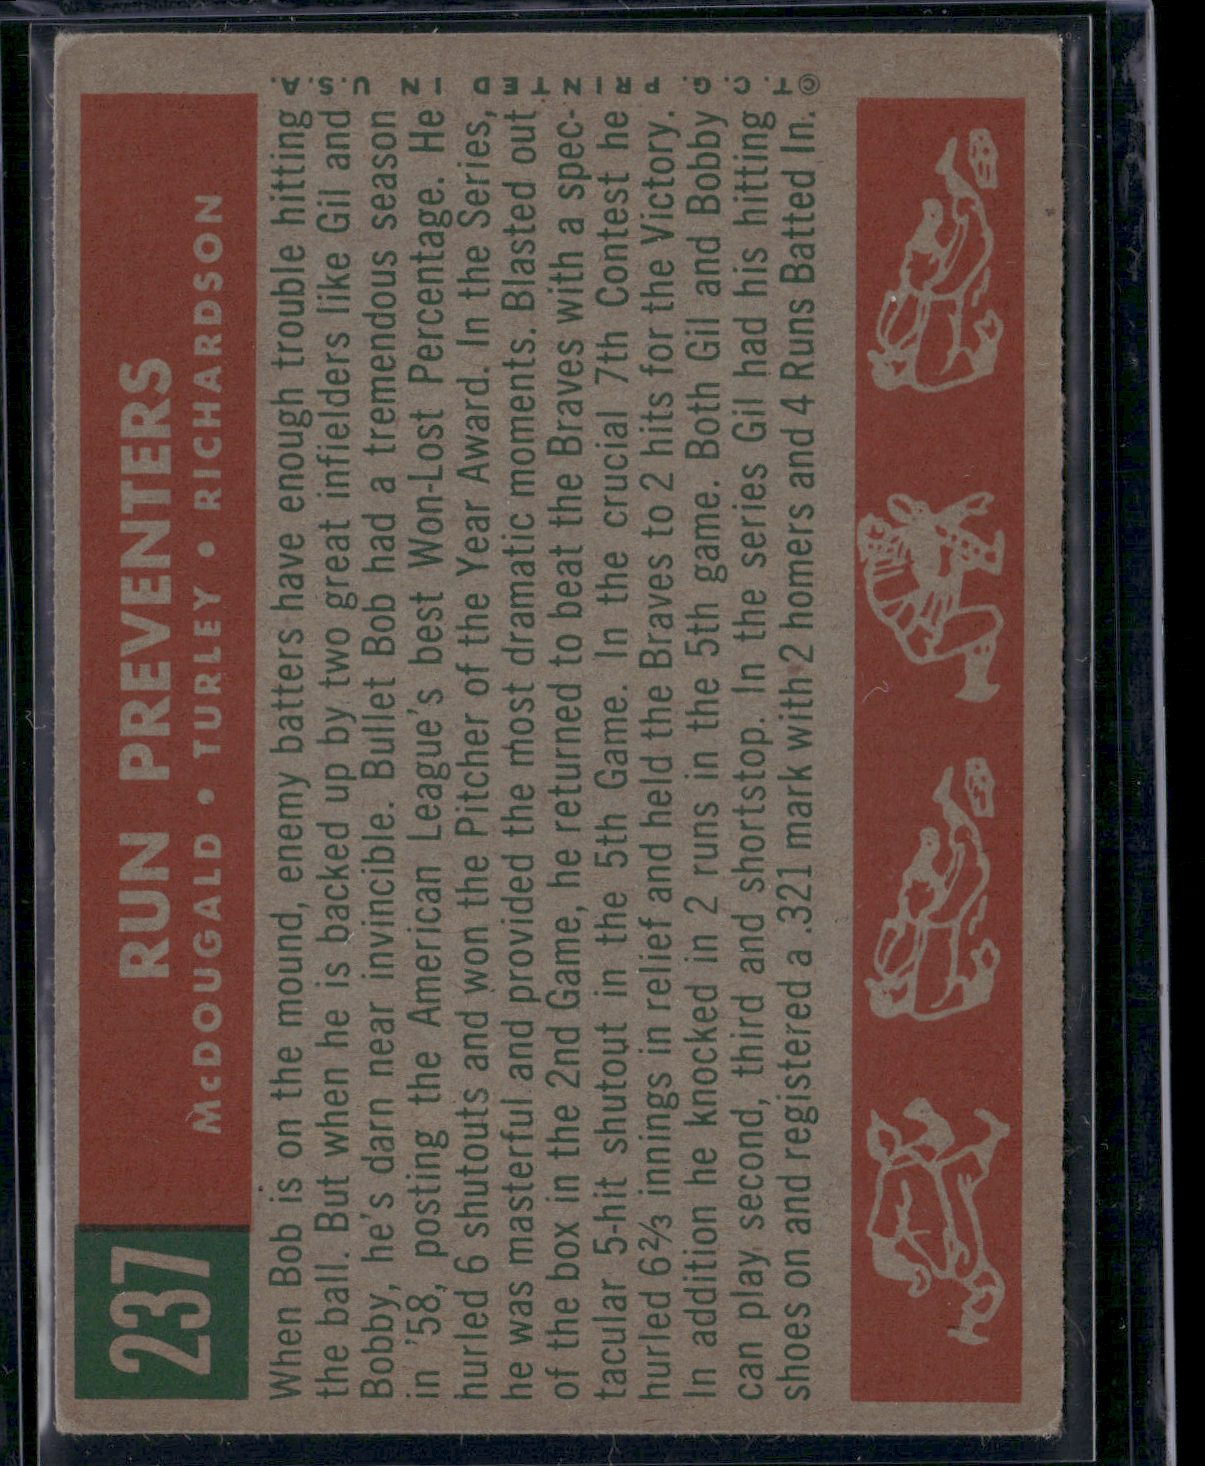 237
RUN PREVENTERS
McDOUGALD • TURLEY • RICHARDSON
When Bob is on the mound, enemy batters have enough trouble hitting
the ball. But when he is backed up by two great infielders like Gil and
Bobby, he's darn near invincible. Bullet Bob had a tremendous season
in '58, posting the American League's best Won-Lost Percentage. He
hurled 6 shutouts and won the Pitcher of the Year Award. In the Series,
he was masterful and provided the most dramatic moments. Blasted out
of the box in the 2nd Game, he returned to beat the Braves with a spec-
tacular 5-hit shutout in the 5th Game. In the crucial 7th Contest he
hurled 6⅔ innings in relief and held the Braves to 2 hits for the Victory.
In addition he knocked in 2 runs in the 5th game. Both Gil and Bobby
can play second, third and shortstop. In the series Gil had his hitting
shoes on and registered a .321 mark with 2 homers and 4 Runs Batted In.
© T. C. G. PRINTED IN U.S.A.